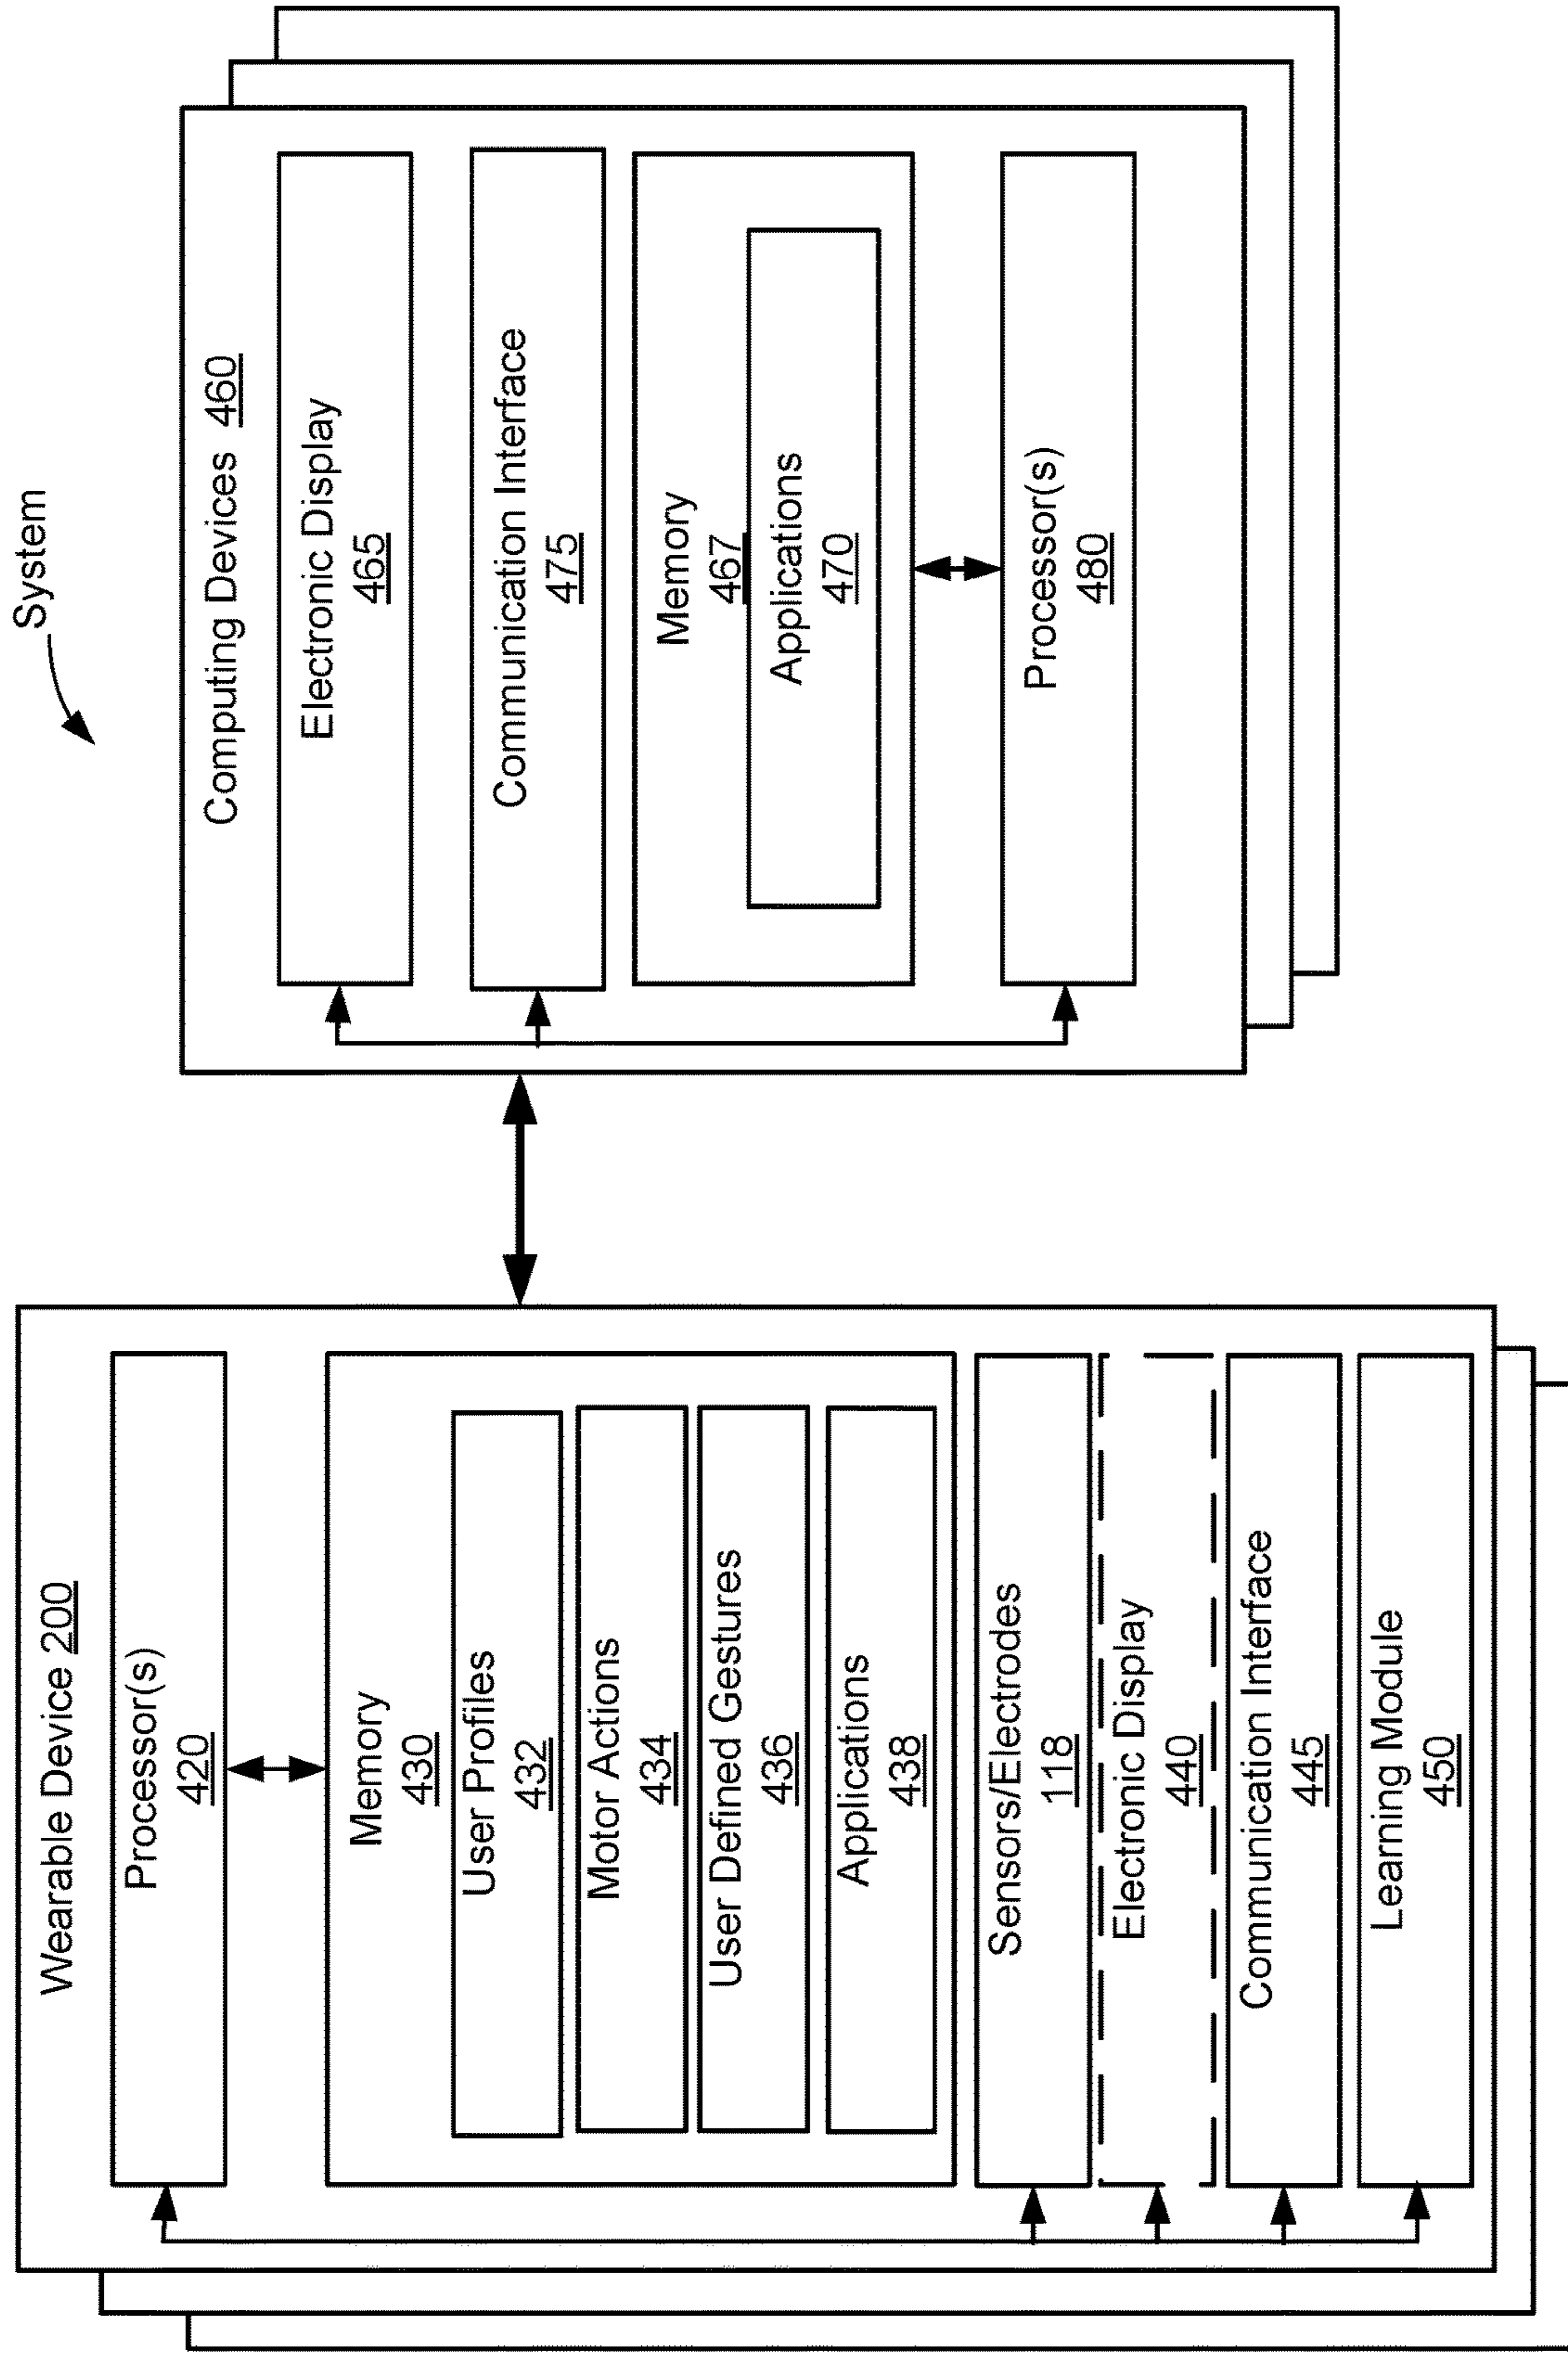 System
Wearable Device 200
Processor(s)
420
Memory
430
User Profiles
432
Motor Actions
434
User Defined Gestures
436
Applications
438
Sensors/Electrodes
118
Electronic Display
440
Communication Interface
445
Learning Module
450
Computing Devices 460
Electronic Display
465
Communication Interface
475
Memory
467
Applications
470
Processor(s)
480